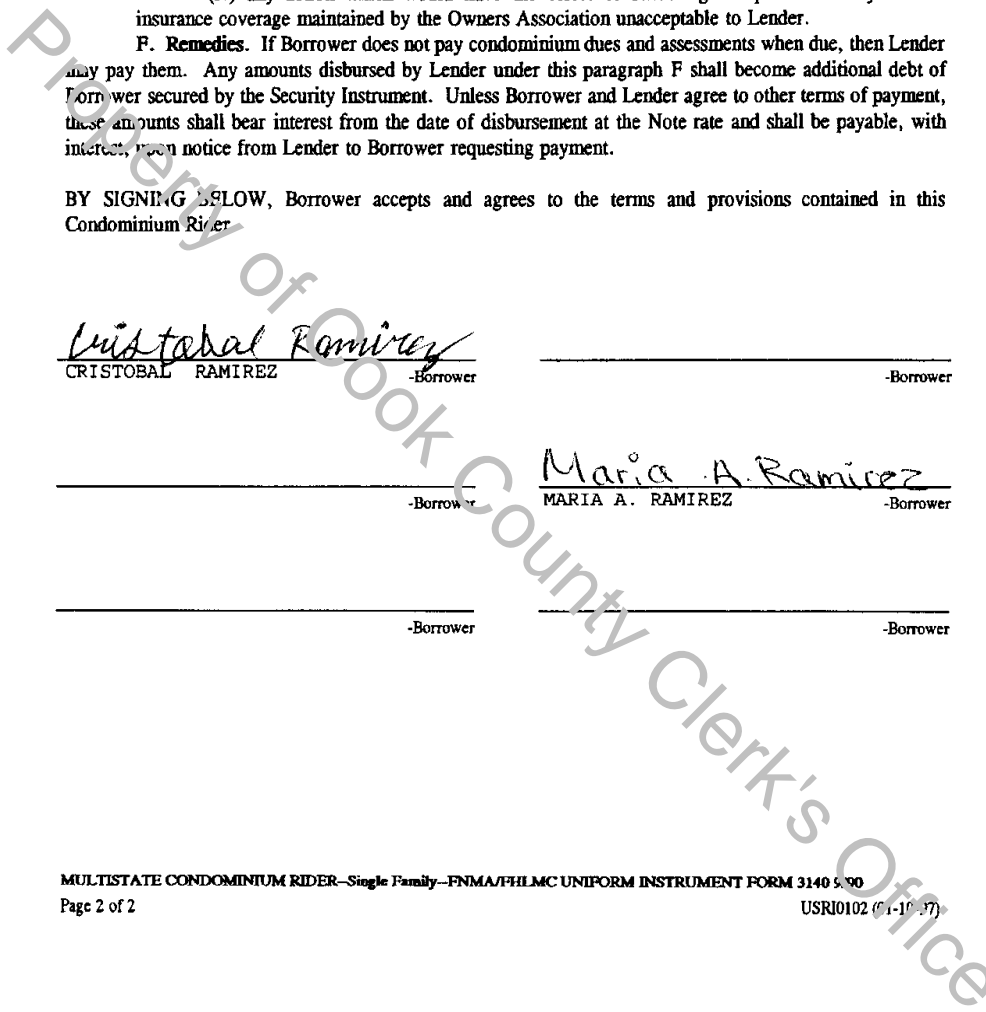 insurance coverage maintained by the Owners Association unacceptable to Lender.
F. Remedies. If Borrower does not pay condominium dues and assessments when due, then Lender
may pay them. Any amounts disbursed by Lender under this paragraph F shall become additional debt of
Borrower secured by the Security Instrument. Unless Borrower and Lender agree to other terms of payment,
these amounts shall bear interest from the date of disbursement at the Note rate and shall be payable, with
interest, upon notice from Lender to Borrower requesting payment.
BY SIGNING BELOW, Borrower accepts and agrees to the terms and provisions contained in this
Condominium Rider
Cristobal Ramirez
CRISTOBAL RAMIREZ -Borrower
-Borrower
Maria A. Ramirez
-Borrower
MARIA A. RAMIREZ -Borrower
-Borrower
-Borrower
MULTISTATE CONDOMINIUM RIDER--Single Family--FNMA/FHLMC UNIFORM INSTRUMENT FORM 3140 9/90
Page 2 of 2
USRI0102
Property of Cook County Clerk's Office